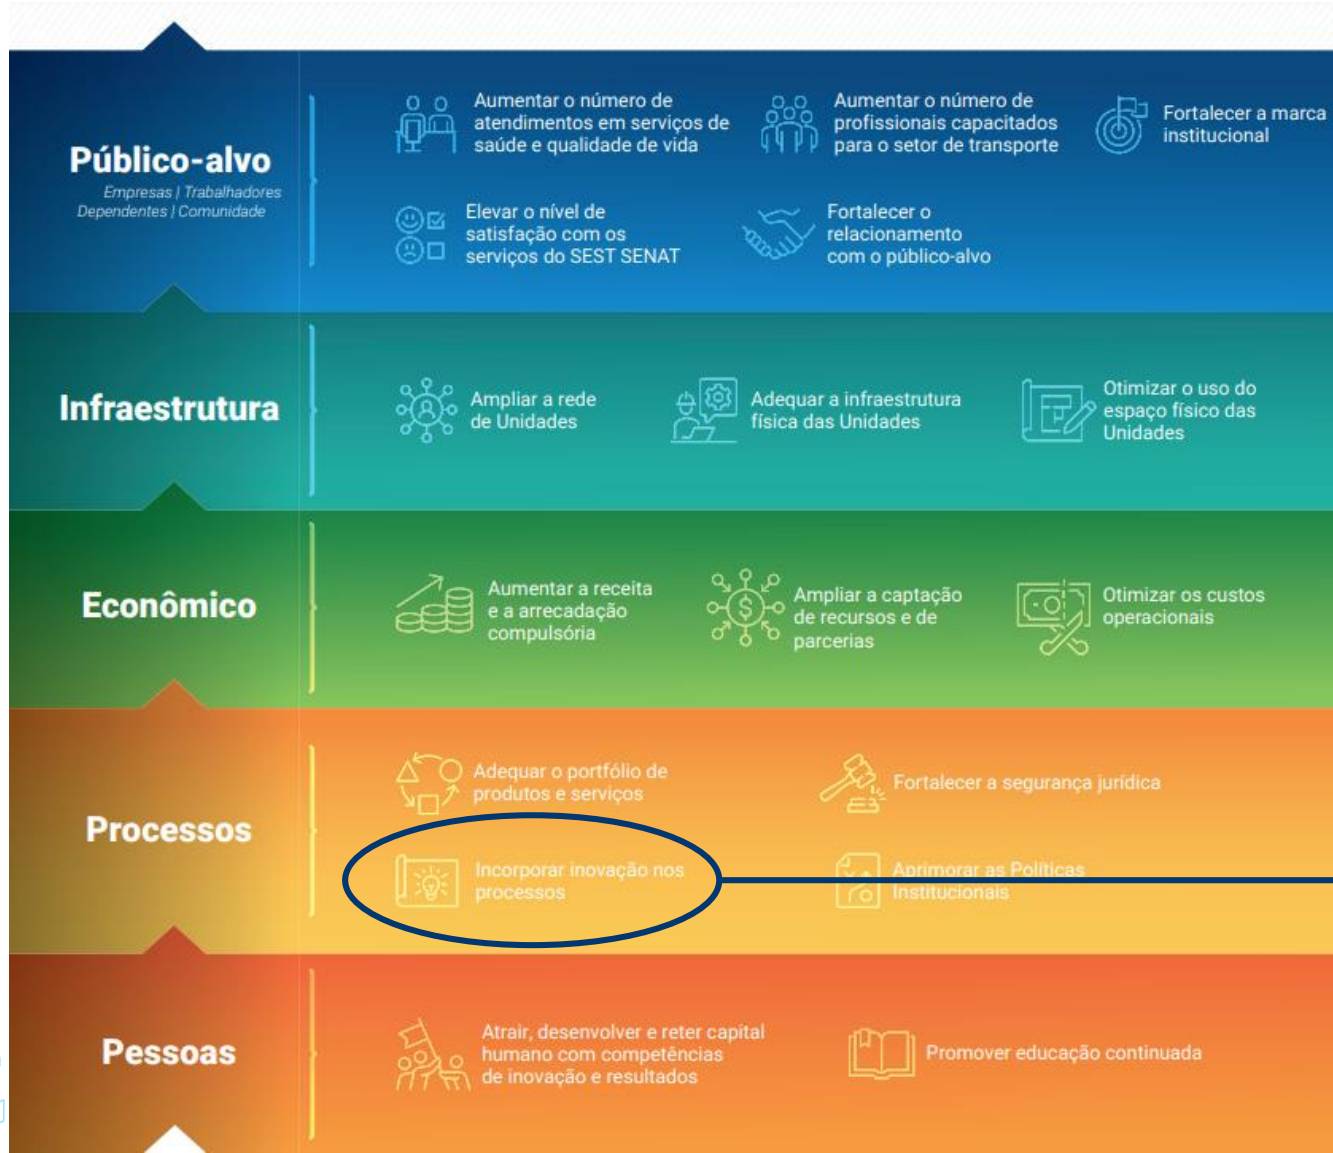 Público-alvo
Empresas | Trabalhadores
Dependentes | Comunidade
Aumentar o número de
atendimentos em serviços de
saúde e qualidade de vida
Aumentar o número de
profissionais capacitados
para o setor de transporte
Fortalecer a marca
institucional
Elevar o nível de
satisfação com os
serviços do SEST SENAT
Fortalecer o
relacionamento
com o público-alvo
Infraestrutura
Ampliar a rede
de Unidades
Adequar a infraestrutura
física das Unidades
Otimizar o uso do
espaço físico das
Unidades
Econômico
Aumentar a receita
e a arrecadação
compulsória
Ampliar a captação
de recursos e de
parcerias
Otimizar os custos
operacionais
Processos
Adequar o portfólio de
produtos e serviços
Fortalecer a segurança jurídica
Incorporar inovação nos
processos
Aprimorar as Políticas
Institucionais
Pessoas
Atrair, desenvolver e reter capital
humano com competências
de inovação e resultados
Promover educação continuada